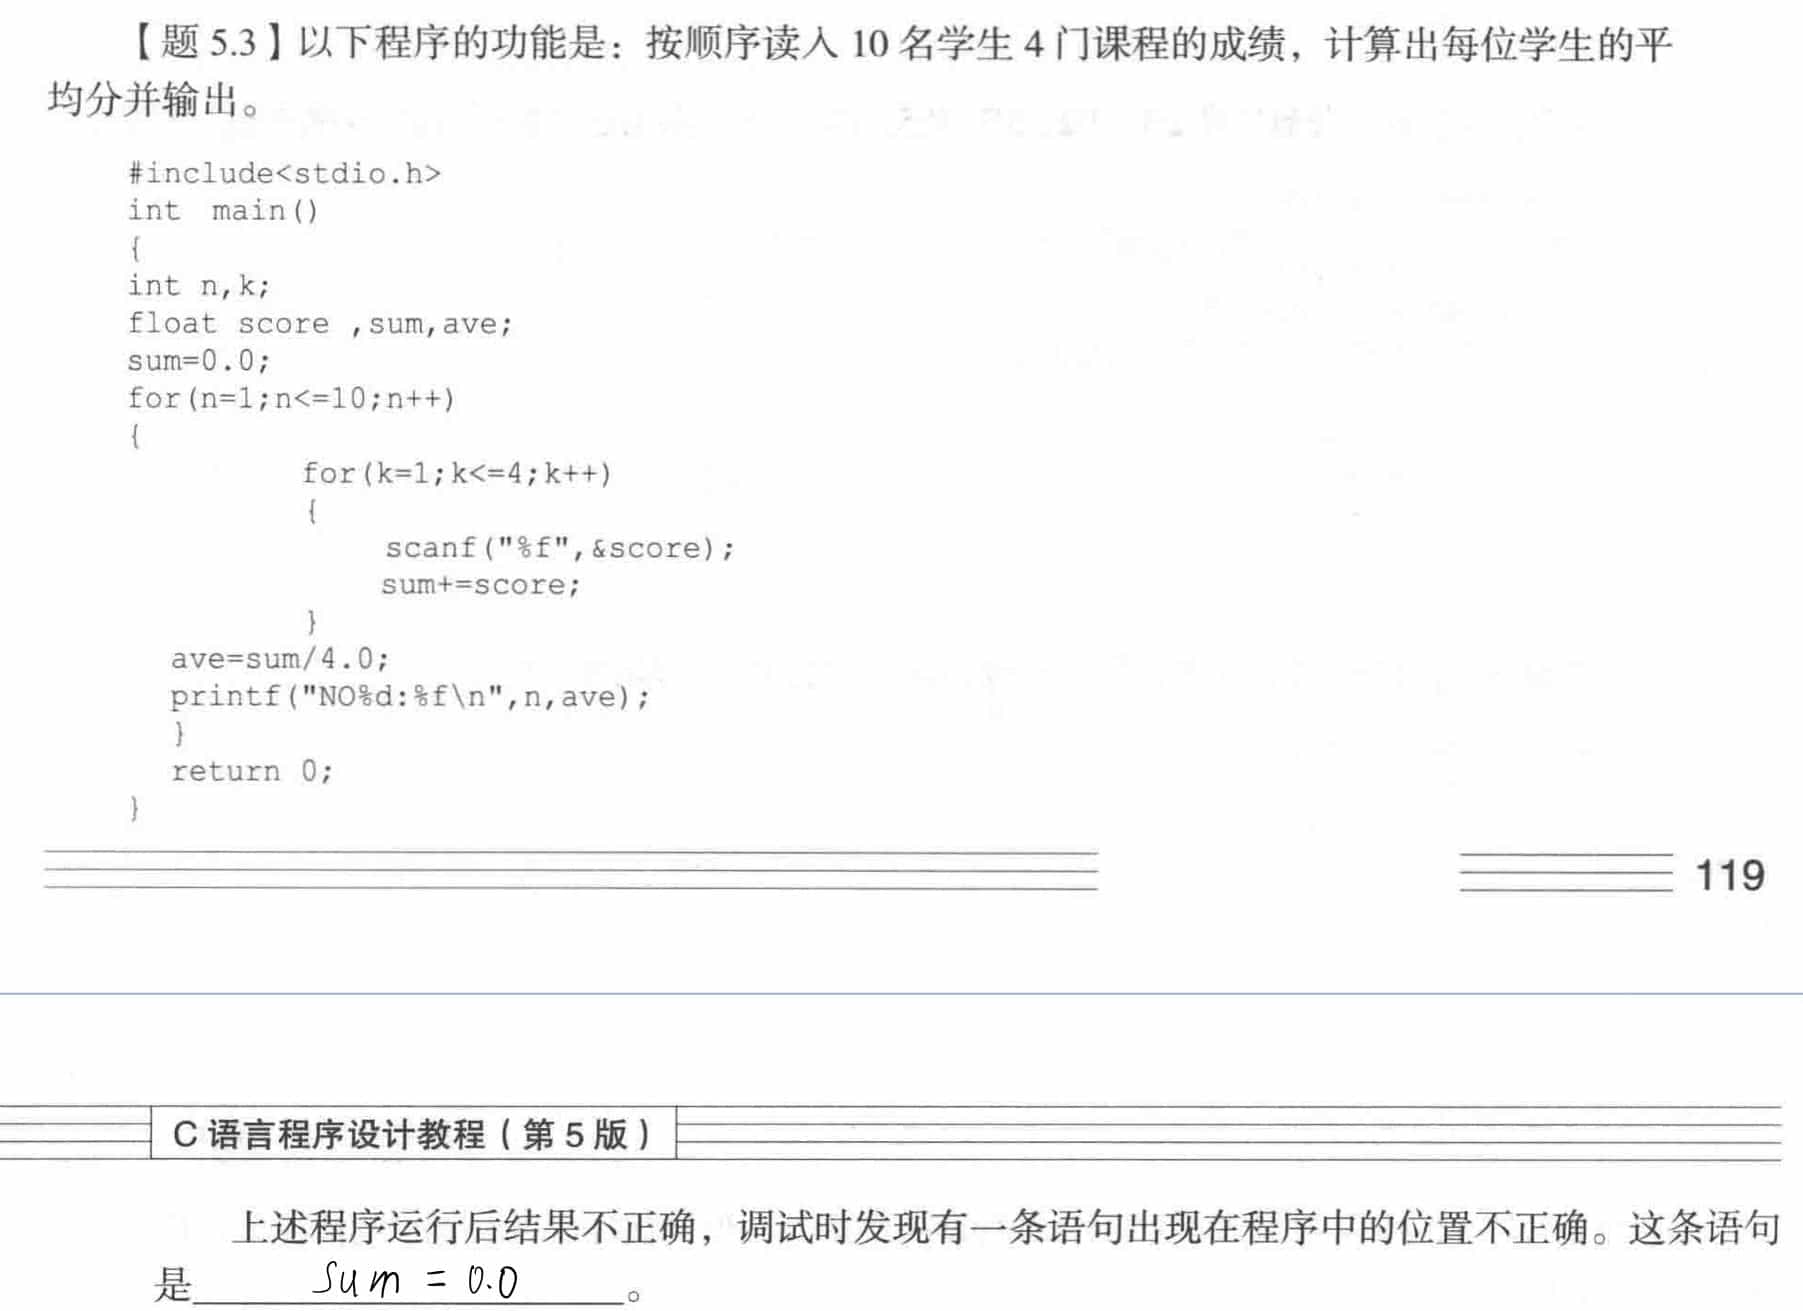 【题 5.3】以下程序的功能是：按顺序读入 10 名学生 4 门课程的成绩，计算出每位学生的平
均分并输出。
#include<stdio.h>
int  main()
{
int n,k;
float score ,sum,ave;
sum=0.0;
for(n=1;n<=10;n++)
{
for(k=1;k<=4;k++)
{
scanf("%f",&score);
sum+=score;
}
ave=sum/4.0;
printf("NO%d:%f\n",n,ave);
}
return 0;
}
119
C 语言程序设计教程（第 5 版）
上述程序运行后结果不正确，调试时发现有一条语句出现在程序中的位置不正确。这条语句
是 sum = 0.0 。